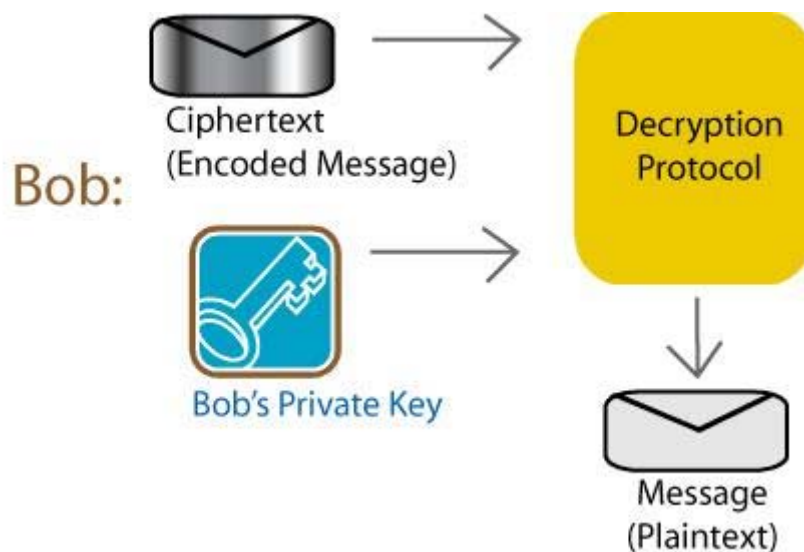 Ciphertext
(Encoded Message)
Decryption
Protocol
Bob:
Bob's Private Key
Message
(Plaintext)